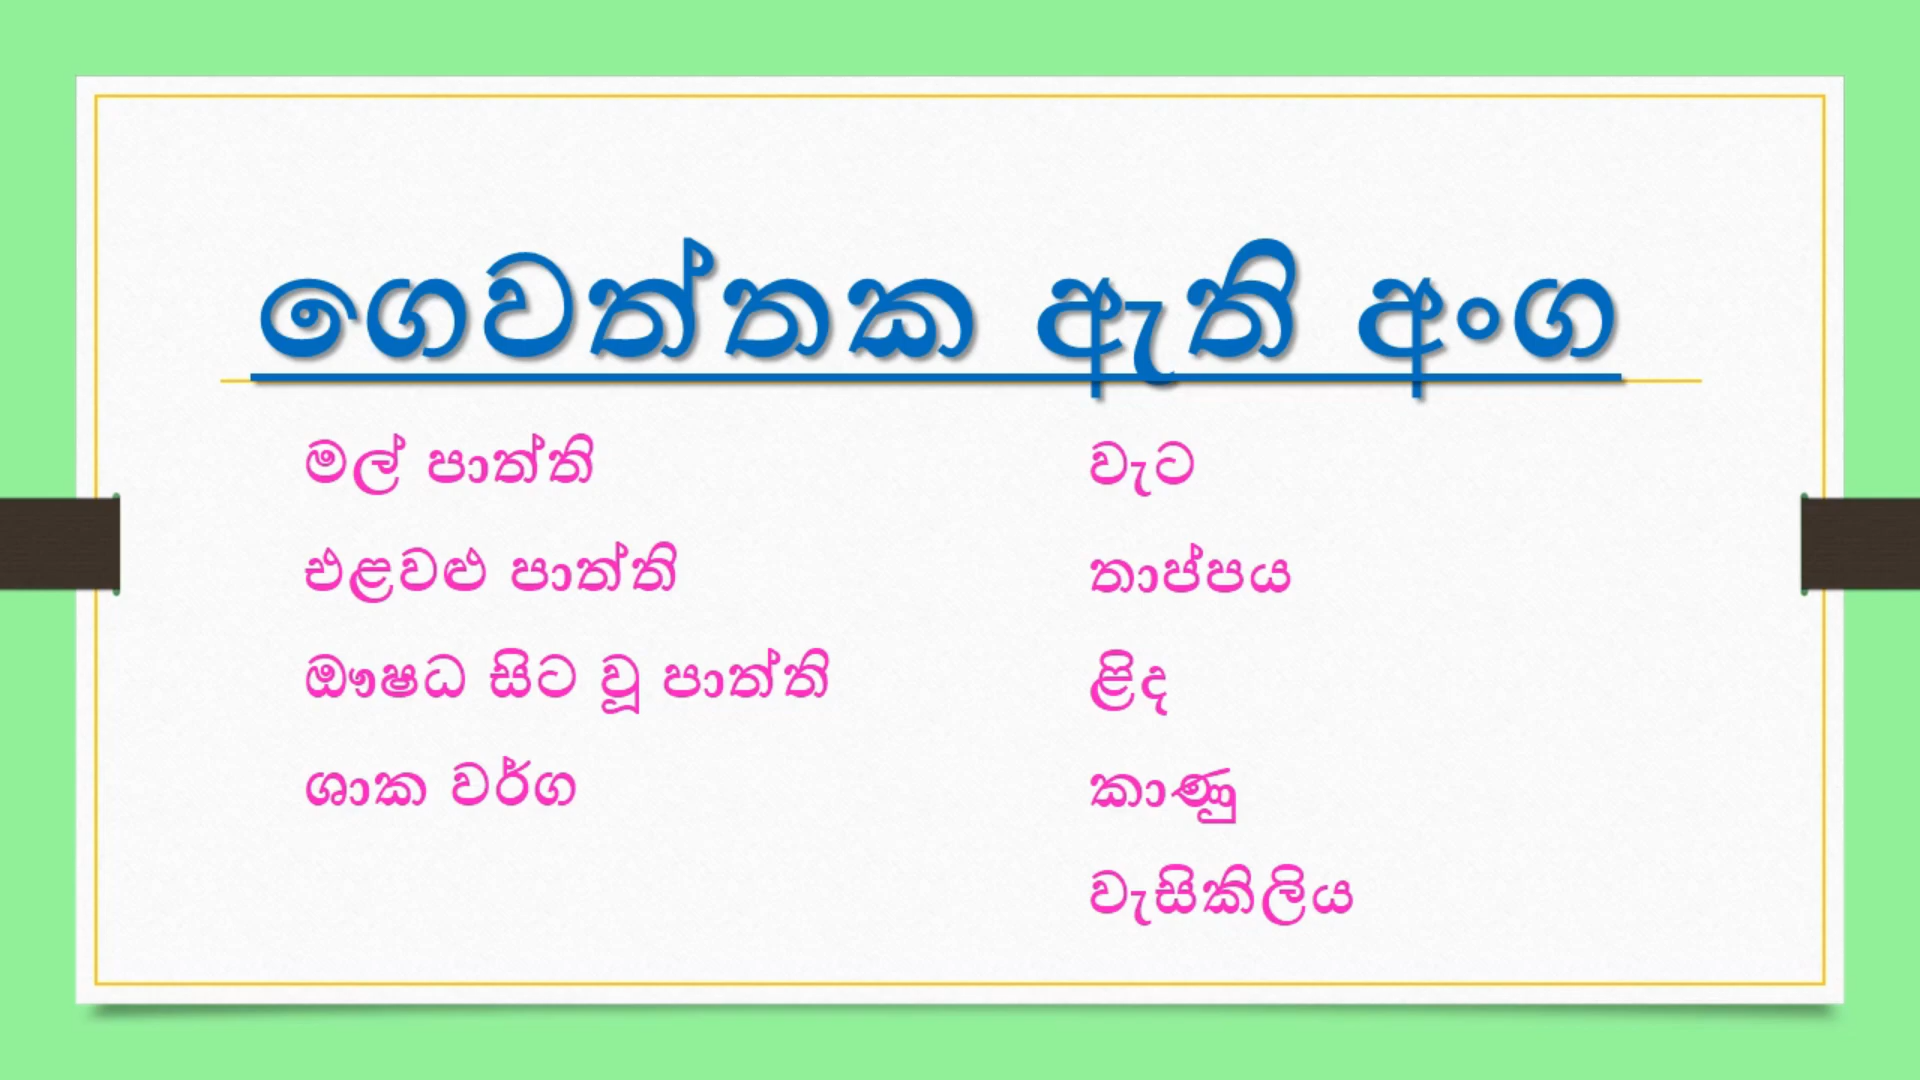 ගෙවත්තක ඇති අංග
මල් පාත්ති
එළවළු පාත්ති
ඖෂධ සිට වූ පාත්ති
ශාක වර්ග
වැට
තාප්පය
ළිද
කාණු
වැසිකිලිය